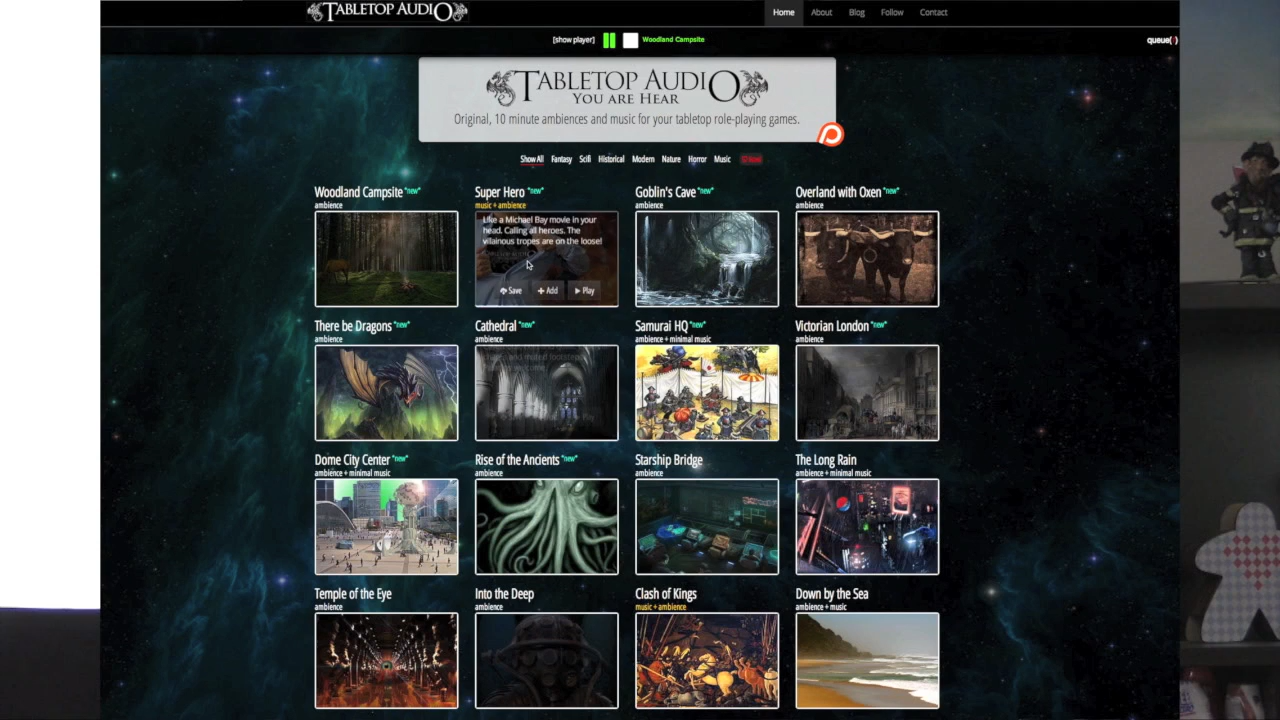 TABLETOP AUDIO
Home
About
Blog
Follow
Contact
[show player]
Woodland Campsite
TABLETOP AUDIO
YOU ARE HEAR
Original, 10 minute ambiences and music for your tabletop role-playing games.
Show All
Fantasy
Scifi
Historical
Modern
Nature
Horror
Music
Woodland Campsite *new*
ambience
Super Hero *new*
music + ambience
Like a Michael Bay movie in your
head. Calling all heroes. The
villainous tropes are on the loose!
Save
+ Add
Play
Goblin's Cave *new*
ambience
Overland with Oxen *new*
ambience
There be Dragons *new*
ambience
Cathedral *new*
ambience
Samurai HQ *new*
ambience + minimal music
Victorian London *new*
ambience
Dome City Center *new*
ambience + minimal music
Rise of the Ancients *new*
ambience
Starship Bridge
ambience
The Long Rain
ambience + minimal music
Temple of the Eye
ambience
Into the Deep
ambience
Clash of Kings
music + ambience
Down by the Sea
ambience + music